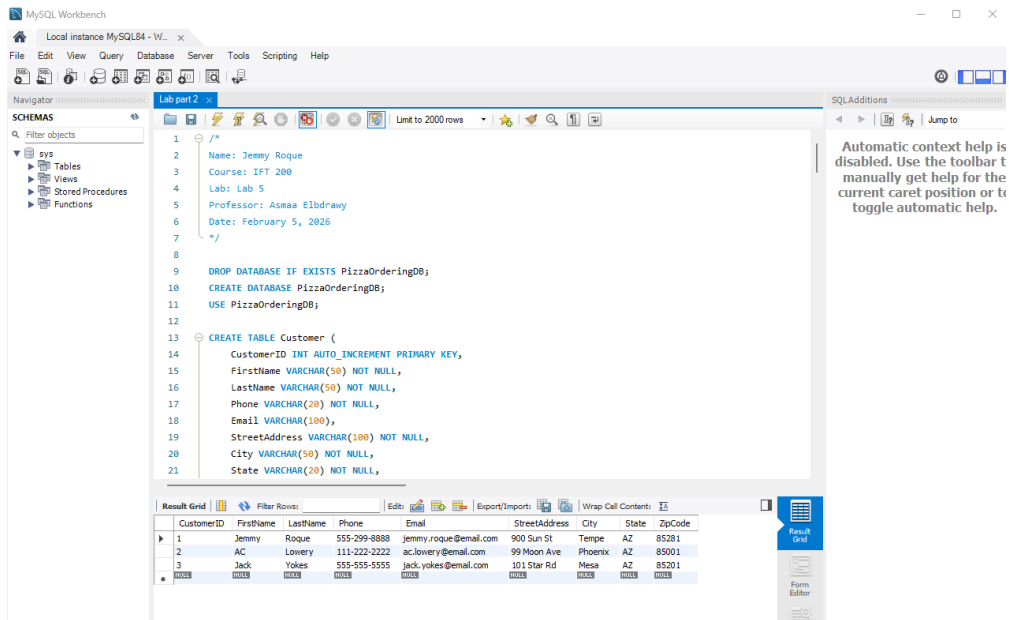 MySQL Workbench
Local instance MySQL84 - W... ×
File Edit View Query Database Server Tools Scripting Help
Navigator
SCHEMAS
Filter objects
sys
Tables
Views
Stored Procedures
Functions
Lab part 2 ×
Limit to 2000 rows
1 /*
2 Name: Jemmy Roque
3 Course: IFT 200
4 Lab: Lab 5
5 Professor: Asmaa Elbdrawy
6 Date: February 5, 2026
7 */
8
9 DROP DATABASE IF EXISTS PizzaOrderingDB;
10 CREATE DATABASE PizzaOrderingDB;
11 USE PizzaOrderingDB;
12
13 CREATE TABLE Customer (
14 CustomerID INT AUTO_INCREMENT PRIMARY KEY,
15 FirstName VARCHAR(50) NOT NULL,
16 LastName VARCHAR(50) NOT NULL,
17 Phone VARCHAR(20) NOT NULL,
18 Email VARCHAR(100),
19 StreetAddress VARCHAR(100) NOT NULL,
20 City VARCHAR(50) NOT NULL,
21 State VARCHAR(20) NOT NULL,
Result Grid Filter Rows: Edit: Export/Import: Wrap Cell Content:
CustomerID FirstName LastName Phone Email StreetAddress City State ZipCode
1 Jemmy Roque 555-299-8888 jemmy.roque@email.com 900 Sun St Tempe AZ 85281
2 AC Lowery 111-222-2222 ac.lowery@email.com 99 Moon Ave Phoenix AZ 85001
3 Jack Yokes 555-555-5555 jack.yokes@email.com 101 Star Rd Mesa AZ 85201
NULL NULL NULL NULL NULL NULL NULL NULL NULL
Result
Grid
Form
Editor
SQLAdditions
Jump to
Automatic context help is
disabled. Use the toolbar t
manually get help for the
current caret position or to
toggle automatic help.